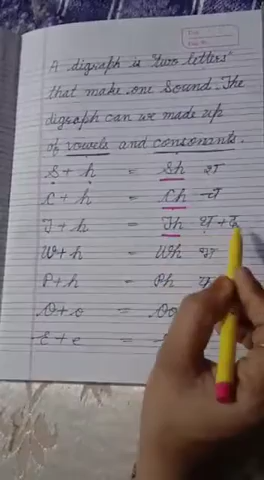 A digraph is two letters
that make one sound. The
digraph can we made up
of vowels and consonants.
S + h = Sh श
C + h = Ch च
T + h = Th थ + द
W + h = Wh
P + h = Ph
O + o = Oo
E + e =